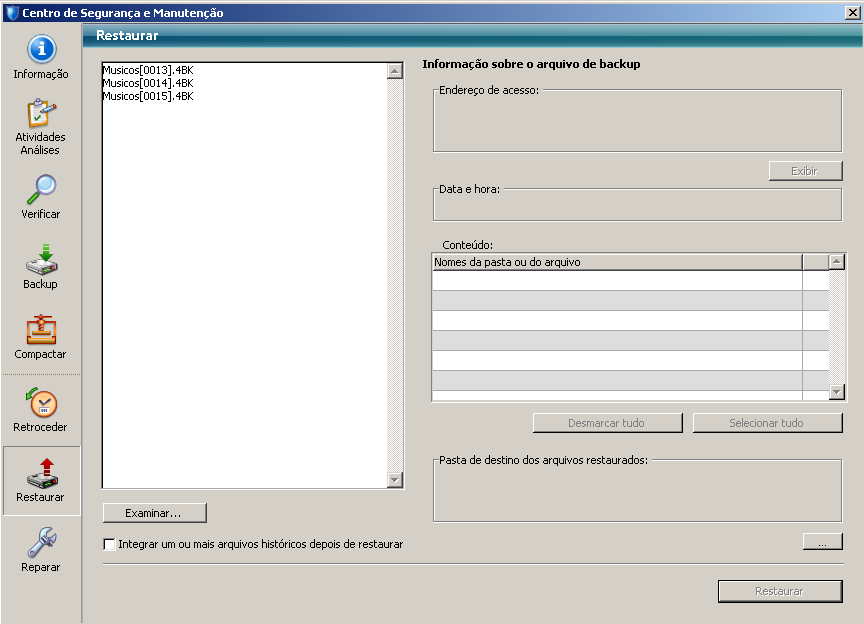 Centro de Segurança e Manutenção
Informação
Atividades
Análises
Verificar
Backup
Compactar
Retroceder
Restaurar
Reparar
Restaurar
Musicos[0013].4BK
Musicos[0014].4BK
Musicos[0015].4BK
Examinar...
Integrar um ou mais arquivos históricos depois de restaurar
Informação sobre o arquivo de backup
Endereço de acesso:
Exibir
Data e hora:
Conteúdo:
Nomes da pasta ou do arquivo
Desmarcar tudo
Selecionar tudo
Pasta de destino dos arquivos restaurados:
...
Restaurar